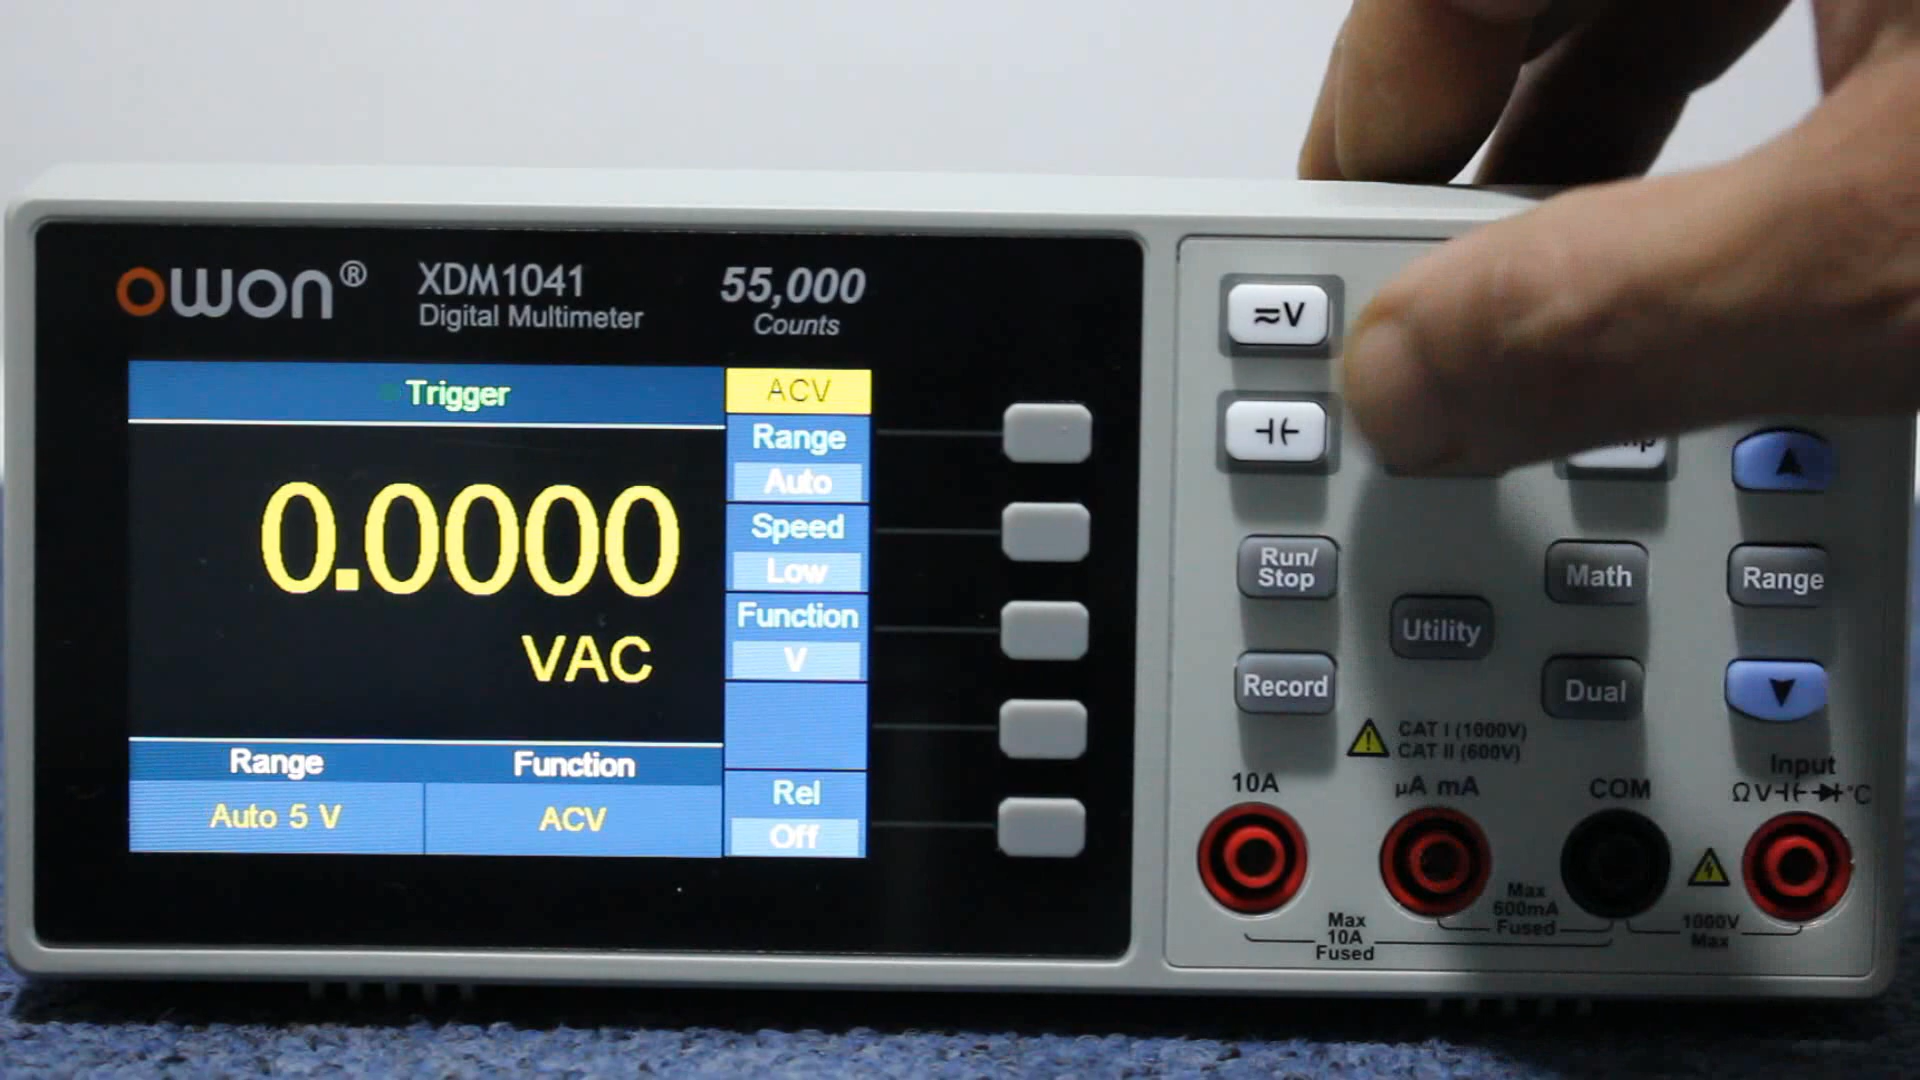 owon®
XDM1041
Digital Multimeter
55,000
Counts
Trigger
0.0000
VAC
Range
Function
Auto 5 V
ACV
ACV
Range
Auto
Speed
Low
Function
V
Rel
Off
≂V
Run/
Stop
Math
Range
Utility
Record
Dual
CAT I (1000V)
CAT II (600V)
10A
µA mA
COM
Input
Ω V ⊣⊢ ➔ °C
Max
10A
Fused
Max
Fused
1000V
Max